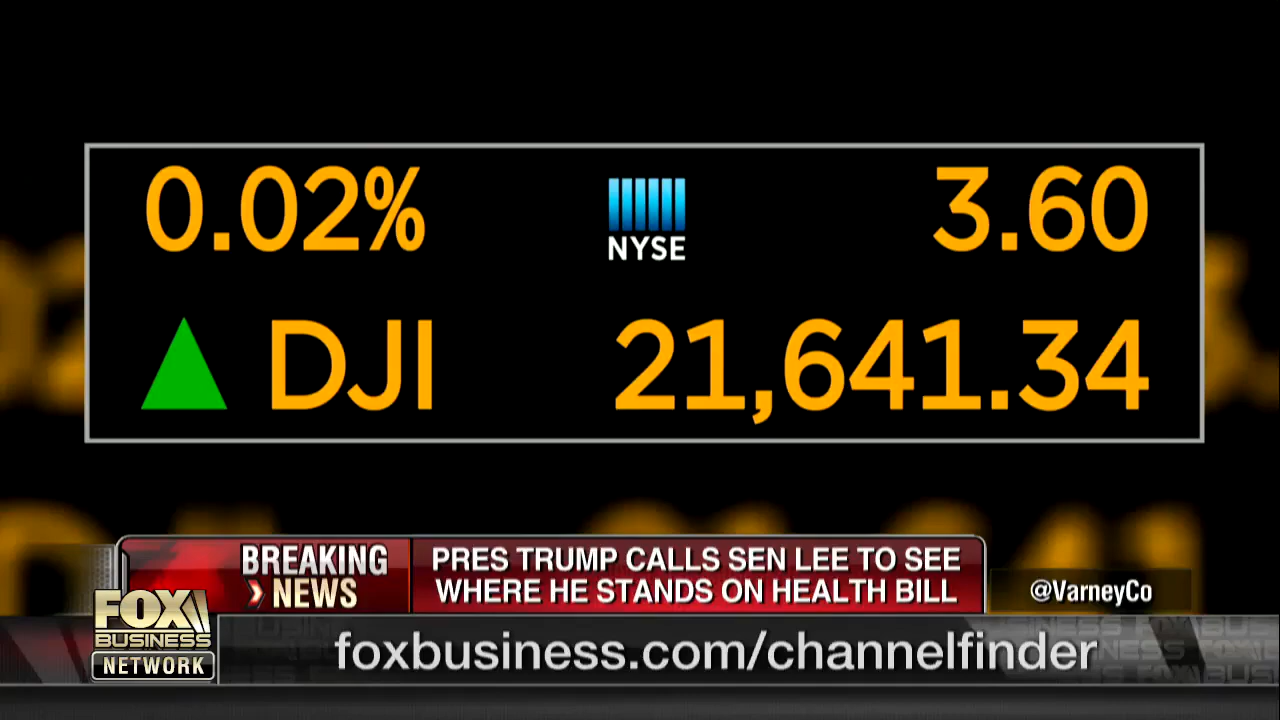 0.02%
NYSE
3.60
DJI
21,641.34
BREAKING
NEWS
PRES TRUMP CALLS SEN LEE TO SEE
WHERE HE STANDS ON HEALTH BILL
@VarneyCo
FOX
BUSINESS
NETWORK
foxbusiness.com/channelfinder